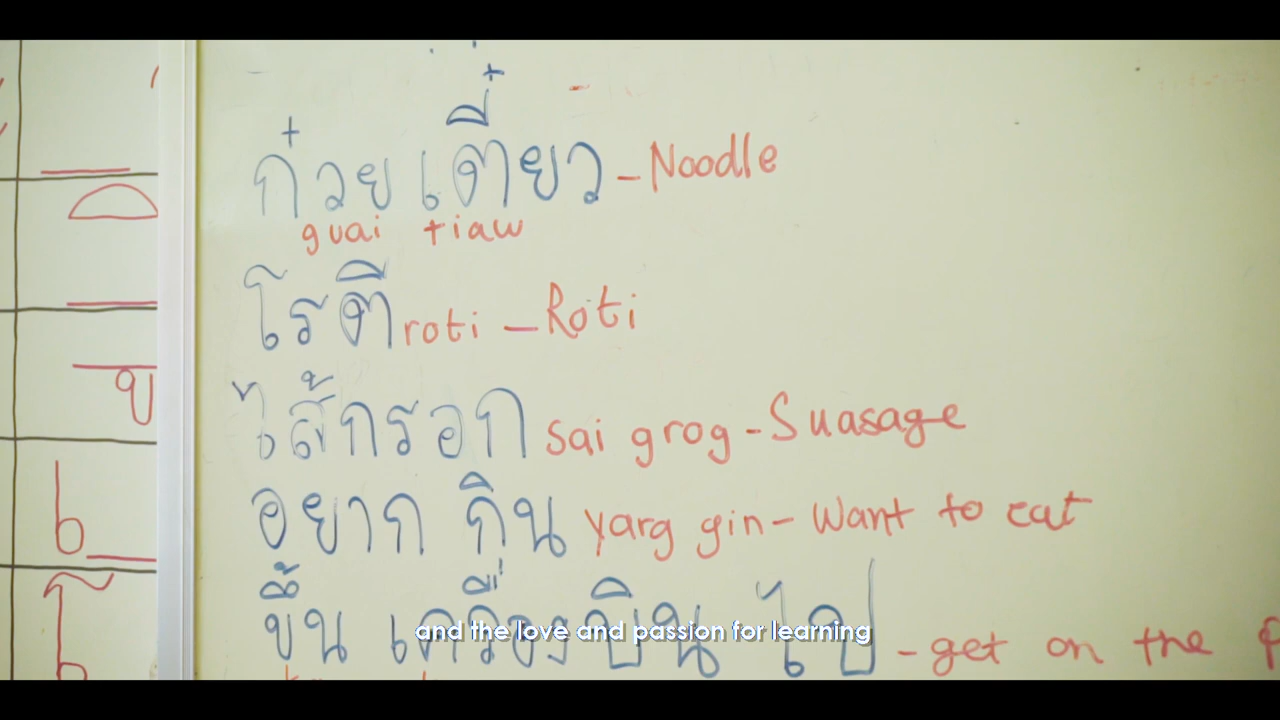 ก๋วย เตี๋ยว - Noodle
guai tiaw
โรตี roti - Roti
ไส้กรอก sai grog - Suasage
อยาก กิน yarg gin - Want to eat
ขึ้น เครื่องบิน ไป - get on the
and the love and passion for learning